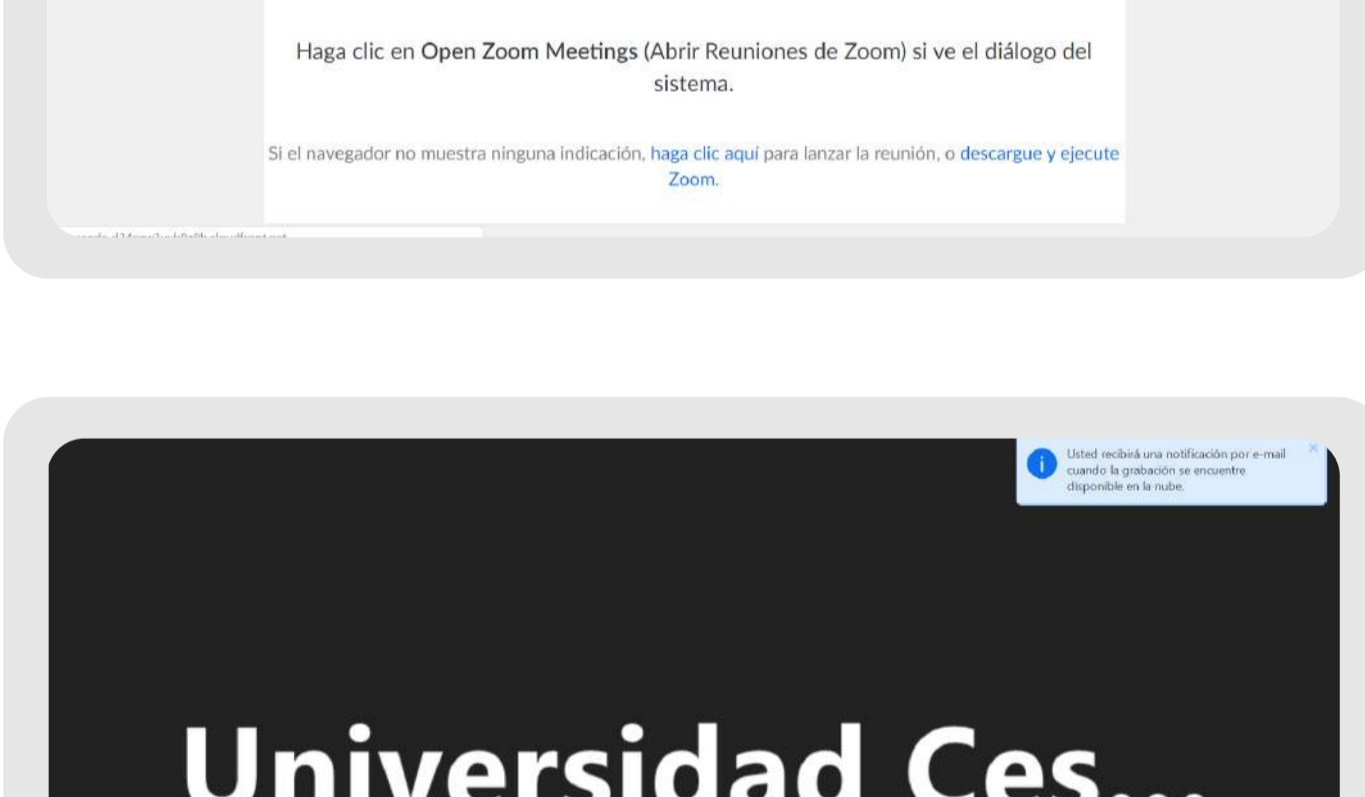 Haga clic en Open Zoom Meetings (Abrir Reuniones de Zoom) si ve el diálogo del
sistema.
Si el navegador no muestra ninguna indicación, haga clic aquí para lanzar la reunión, o descargue y ejecute
Zoom.
Usted recibirá una notificación por e-mail
cuando la grabación se encuentre
disponible en la nube.
Universidad Ces...